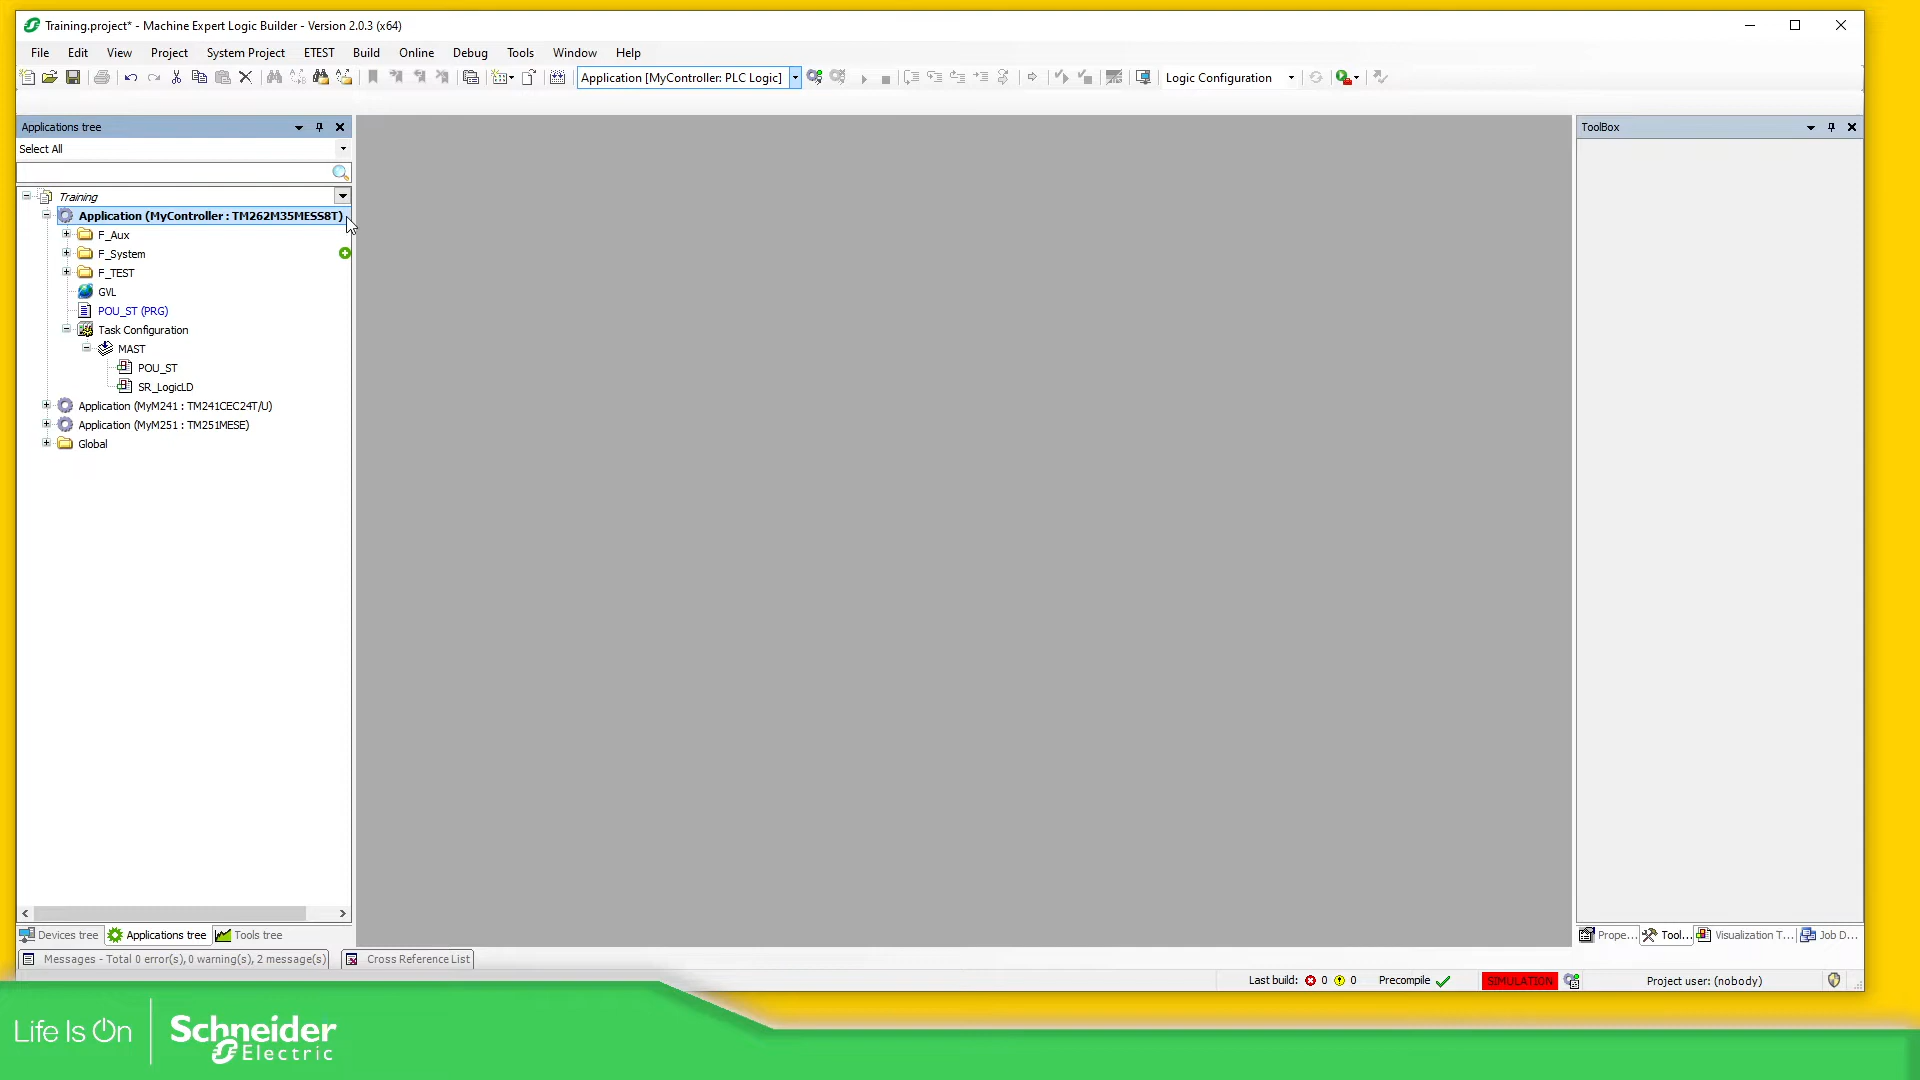 Training.project* - Machine Expert Logic Builder - Version 2.0.3 (x64)
File Edit View Project System Project ETEST Build Online Debug Tools Window Help
Application [MyController: PLC Logic]
Logic Configuration
Applications tree
ToolBox
Select All
Training
Application (MyController : TM262M35MESS8T)
F_Aux
F_System
F_TEST
GVL
POU_ST (PRG)
Task Configuration
MAST
POU_ST
SR_LogicLD
Application (MyM241 : TM241CEC24T/U)
Application (MyM251 : TM251MESE)
Global
Devices tree Applications tree Tools tree
Prope... Tool... Visualization T... Job D...
Messages - Total 0 error(s), 0 warning(s), 2 message(s) Cross Reference List
Last build: 0 0 Precompile SIMULATION Project user: (nobody)
Life Is On Schneider Electric